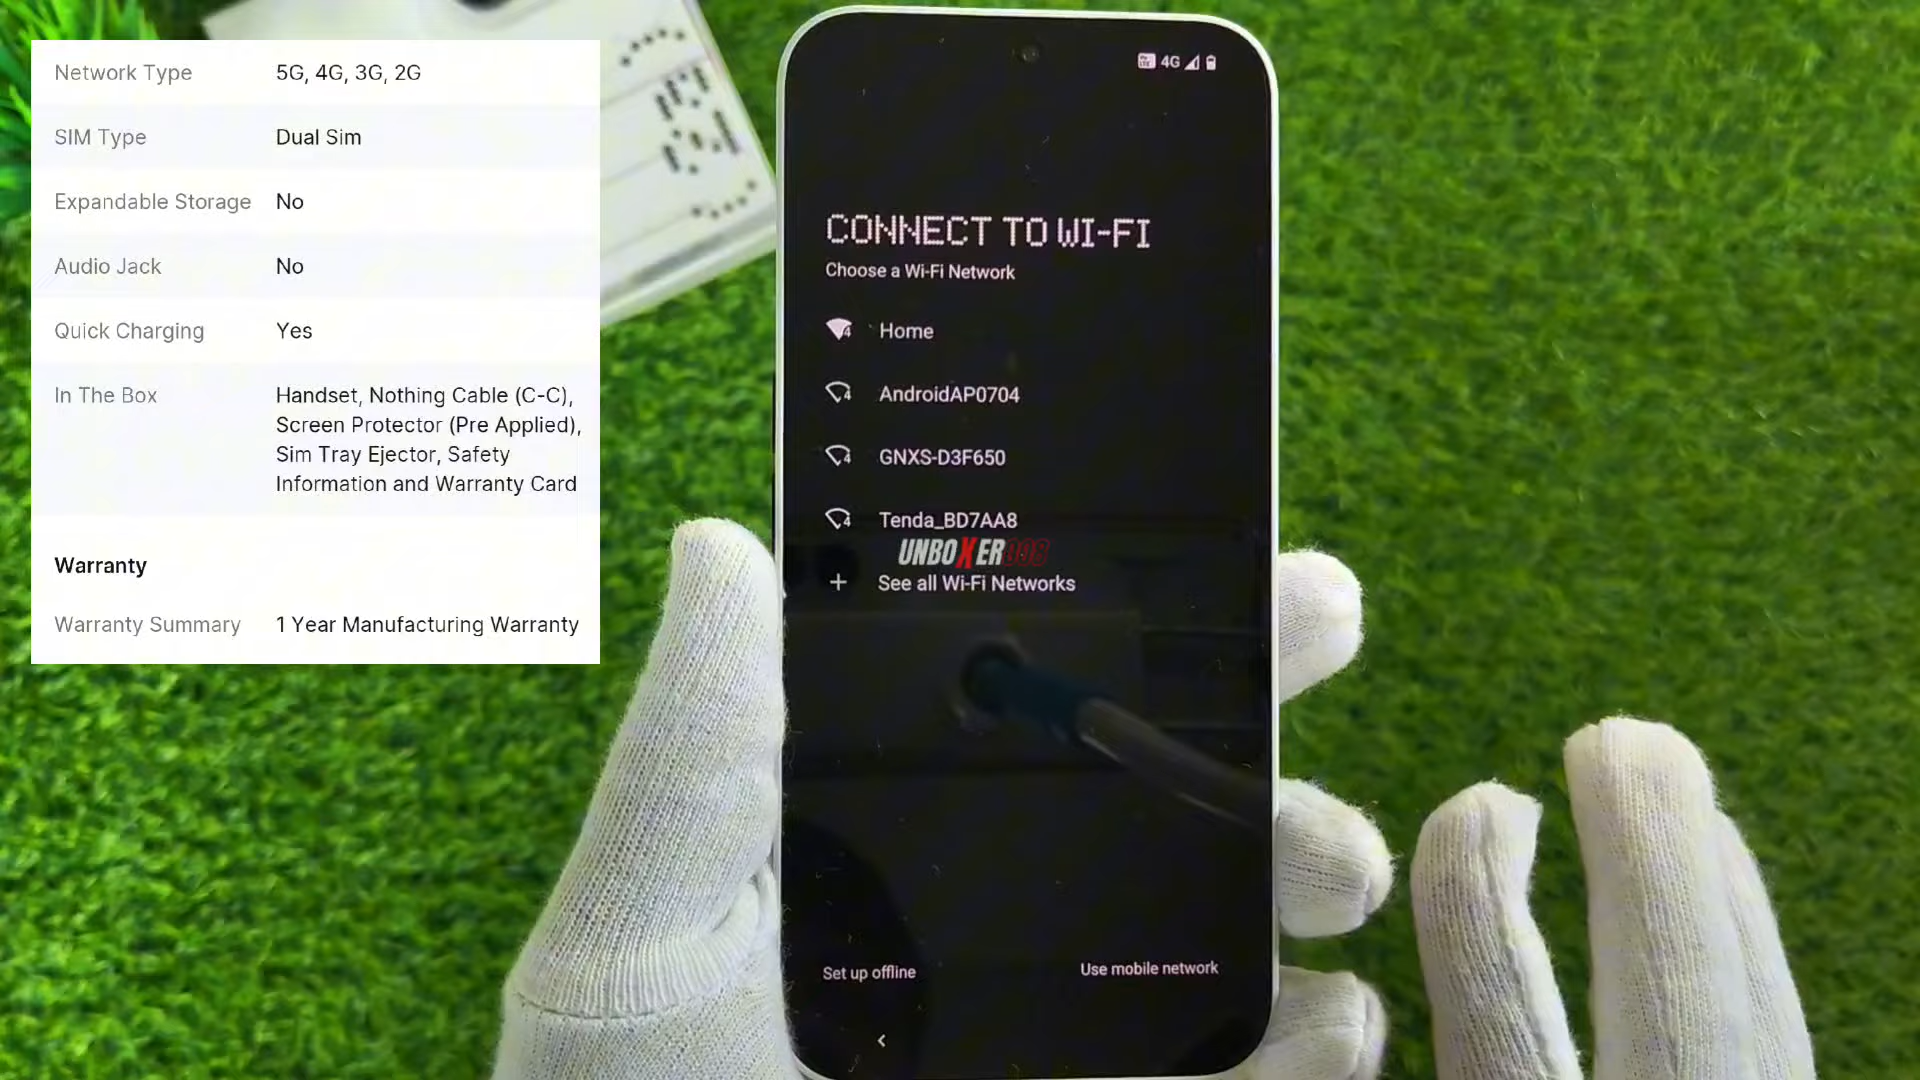 Network Type 5G, 4G, 3G, 2G
SIM Type Dual Sim
Expandable Storage No
Audio Jack No
Quick Charging Yes
In The Box Handset, Nothing Cable (C-C),
Screen Protector (Pre Applied),
Sim Tray Ejector, Safety
Information and Warranty Card
Warranty
Warranty Summary 1 Year Manufacturing Warranty
4G
CONNECT TO WI-FI
Choose a Wi-Fi Network
Home
AndroidAP0704
GNXS-D3F650
Tenda_BD7AA8
UNBOXER008
See all Wi-Fi Networks
Set up offline
Use mobile network